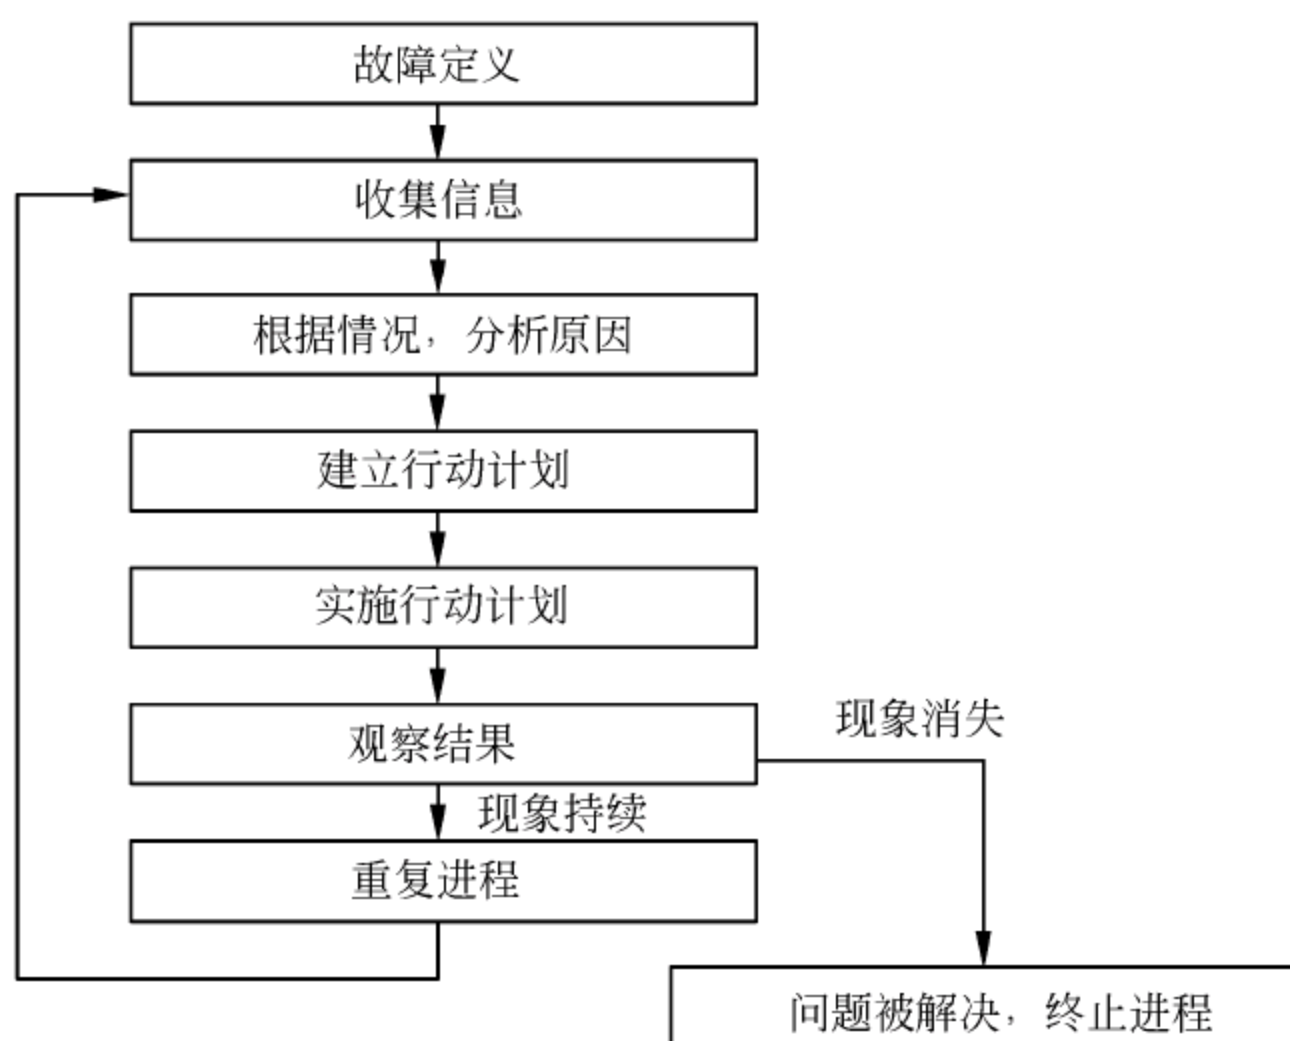 故障定义
收集信息
根据情况，分析原因
建立行动计划
实施行动计划
观察结果
现象消失
现象持续
重复进程
问题被解决，终止进程